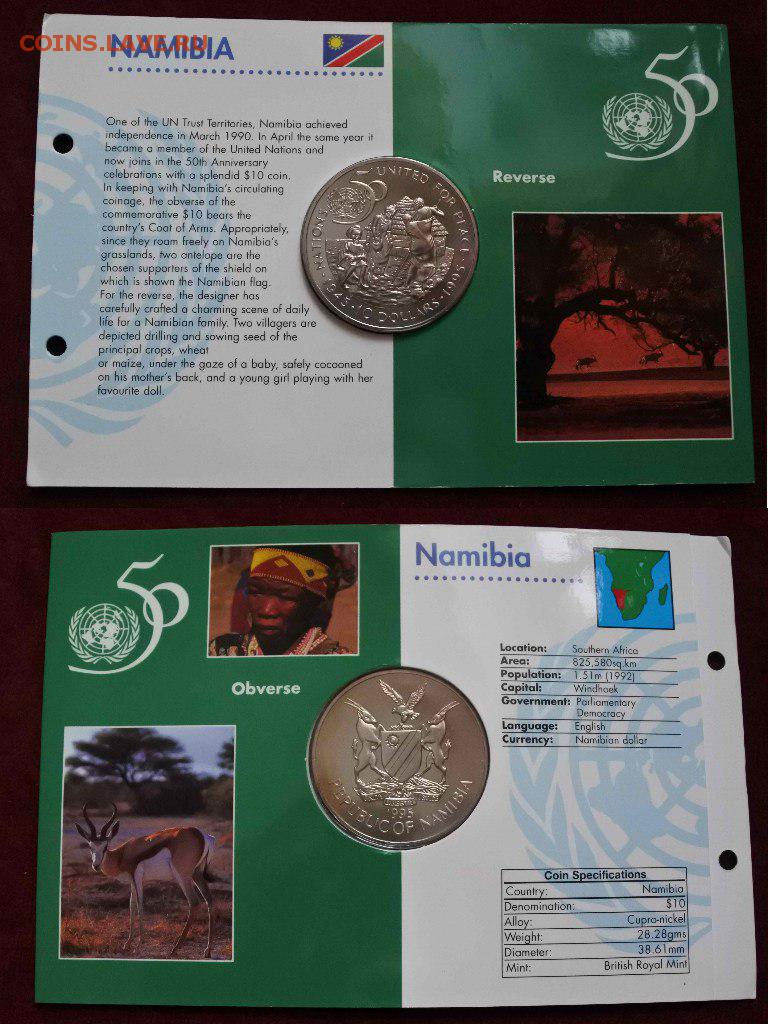 COINS.LAVE.RU
NAMIBIA
One of the UN Trust Territories, Namibia achieved
independence in March 1990. In April the same year it
became a member of the United Nations and
now joins in the 50th Anniversary
celebrations with a splendid $10 coin.
In keeping with Namibia's circulating
coinage, the obverse of the
commemorative $10 bears the
country's Coat of Arms. Appropriately,
since they roam freely on Namibia's
grasslands, two antelope are the
chosen supporters of the shield on
which is shown the Namibian flag.
For the reverse, the designer has
carefully crafted a charming scene of daily
life for a Namibian family. Two villagers are
depicted drilling and sowing seed of the
principal crops, wheat
or maize, under the gaze of a baby, safely cocooned
on his mother's back, and a young girl playing with her
favourite doll.
50
Reverse
NATIONS UNITED FOR PEACE
50
1945 · 10 DOLLARS · 1995
50
Obverse
REPUBLIC OF NAMIBIA
1995
Namibia
Location: Southern Africa
Area: 825,580sq.km
Population: 1.51m (1992)
Capital: Windhoek
Government: Parliamentary
Democracy
Language: English
Currency: Namibian dollar
Coin Specifications
Country: Namibia
Denomination: $10
Alloy: Cupro-nickel
Weight: 28.28gms
Diameter: 38.61mm
Mint: British Royal Mint